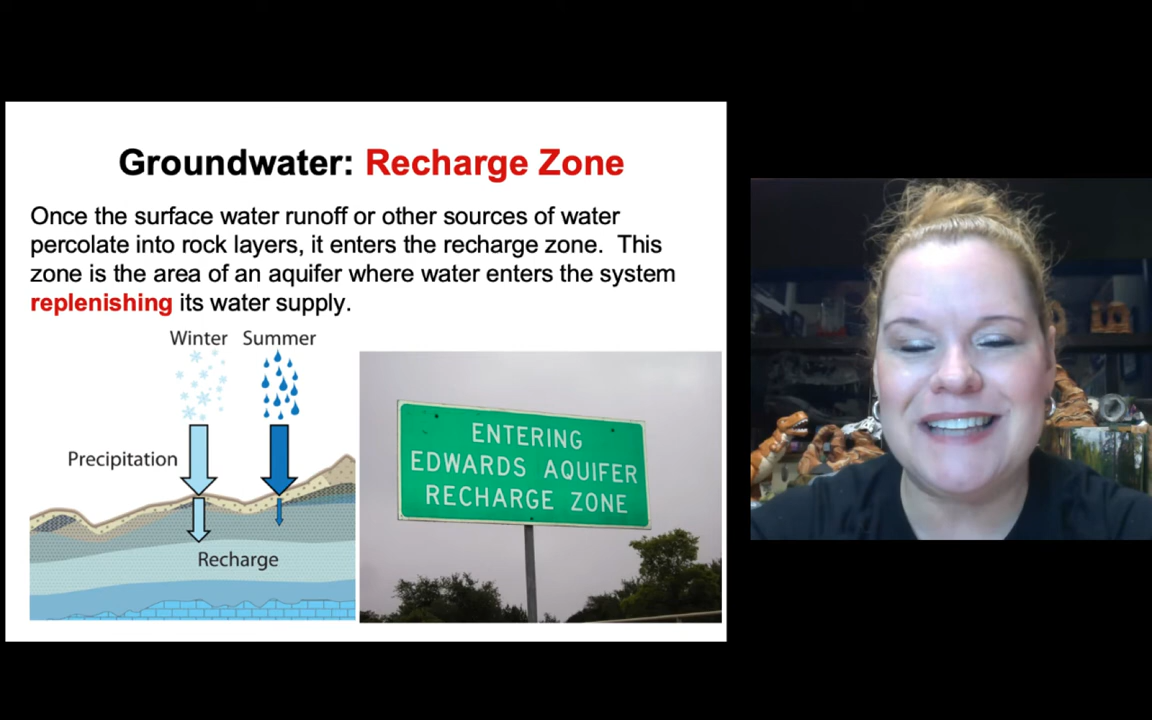 Groundwater: Recharge Zone
Once the surface water runoff or other sources of water
percolate into rock layers, it enters the recharge zone.  This
zone is the area of an aquifer where water enters the system
replenishing its water supply.
Winter Summer
Precipitation
Recharge
ENTERING
EDWARDS AQUIFER
RECHARGE ZONE